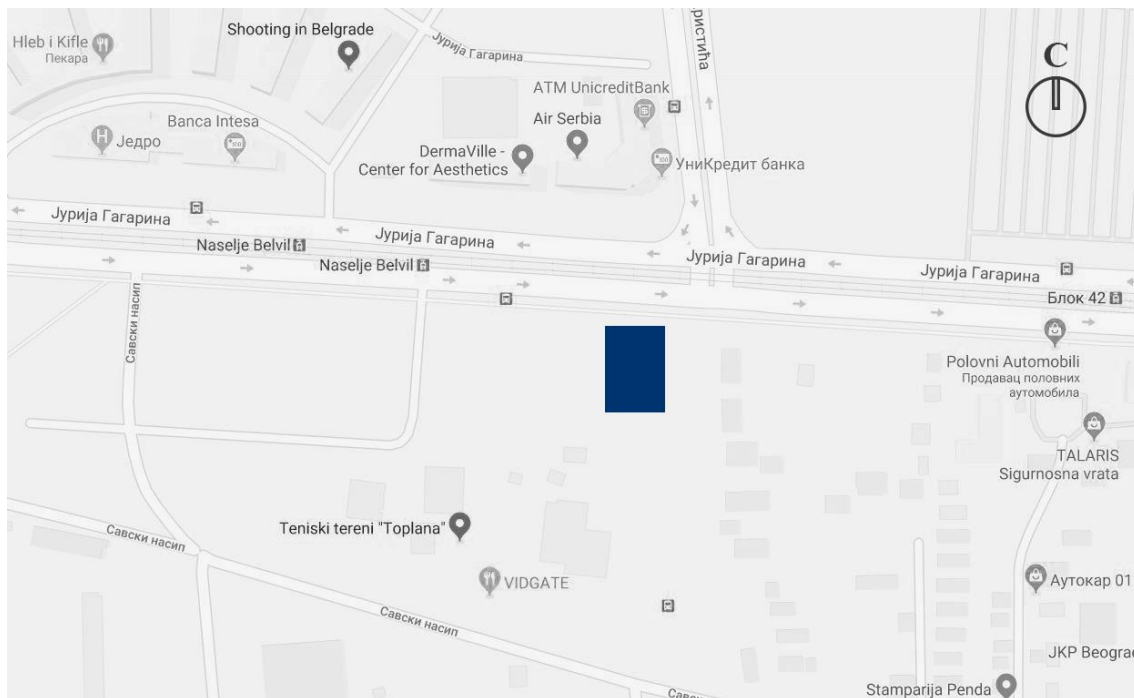 Shooting in Belgrade
Hleb i Kifle
Пекара
Јурија Гагарина
С
ATM UnicreditBank
Banca Intesa
Air Serbia
Једро
DermaVille -
Center for Aesthetics
УниКредит банка
Јурија Гагарина
Јурија Гагарина
Naselje Belvil
Јурија Гагарина
Naselje Belvil
Јурија Гагарина
Блок 42
Савски насип
Polovni Automobili
Продавац половних
аутомобила
TALARIS
Sigurnosna vrata
Teniski tereni "Toplana"
Савски насип
VIDGATE
Аутокар 01
Савски насип
JKP Beograd
Stamparija Penda
Савски насип